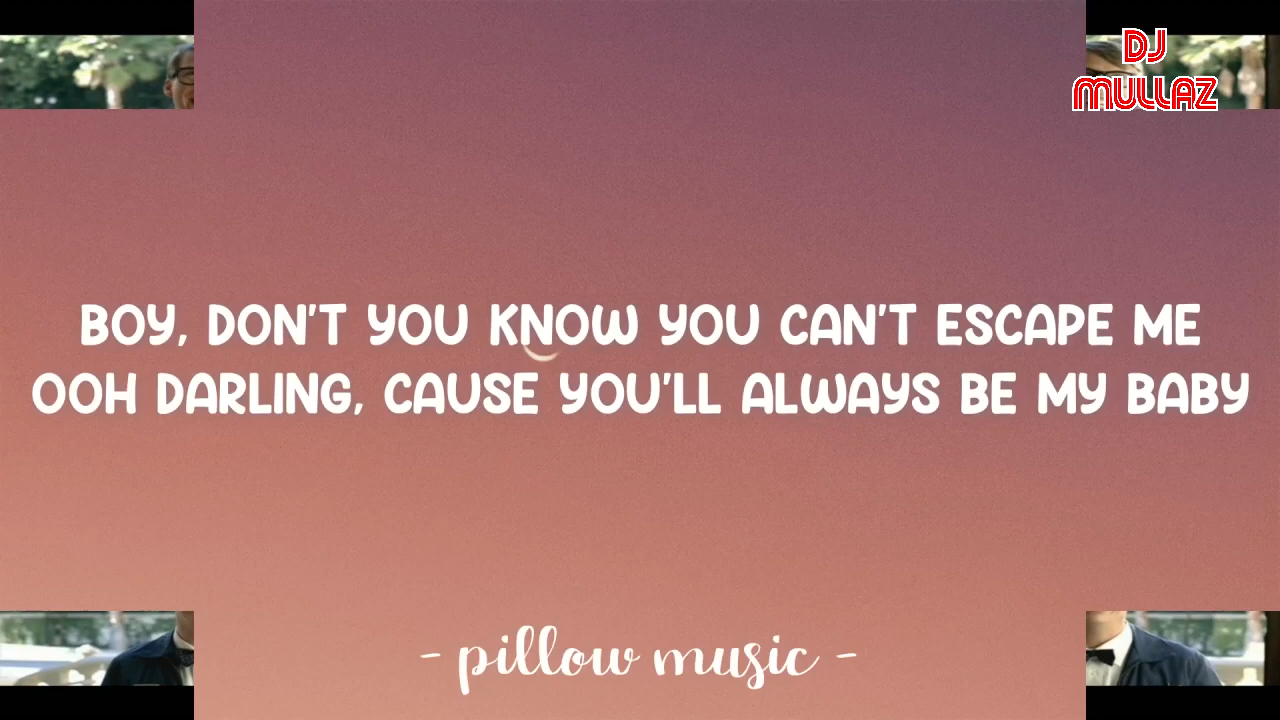 DJ
MULLAZ
BOY, DON'T YOU KNOW YOU CAN'T ESCAPE ME
OOH DARLING, CAUSE YOU'LL ALWAYS BE MY BABY
- pillow music -